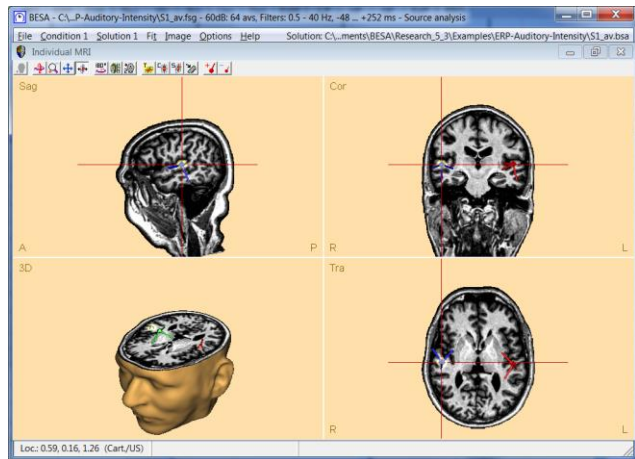 BESA - C:\...P-Auditory-Intensity\S1_av.fsg - 60dB: 64 avs, Filters: 0.5 - 40 Hz, -48 ... +252 ms - Source analysis
File Condition 1 Solution 1 Fit Image Options Help Solution: C:\...ments\BESA\Research_5_3\Examples\ERP-Auditory-Intensity\S1_av.bsa
Individual MRI
Sag
Cor
A
P
R
L
3D
Tra
R
L
Loc.: 0.59, 0.16, 1.26 (Cart./US)